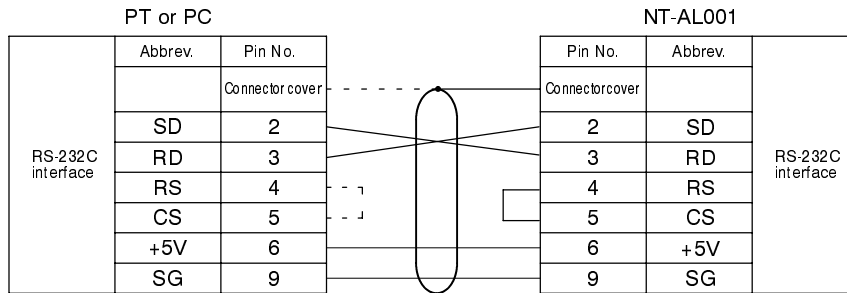 PT or PC NT-AL001
Abbrev. Pin No. Pin No. Abbrev.
Connector cover Connector cover
SD 2 2 SD
RD 3 3 RD
RS-232C interface RS-232C interface
RS 4 4 RS
CS 5 5 CS
+5V 6 6 +5V
SG 9 9 SG